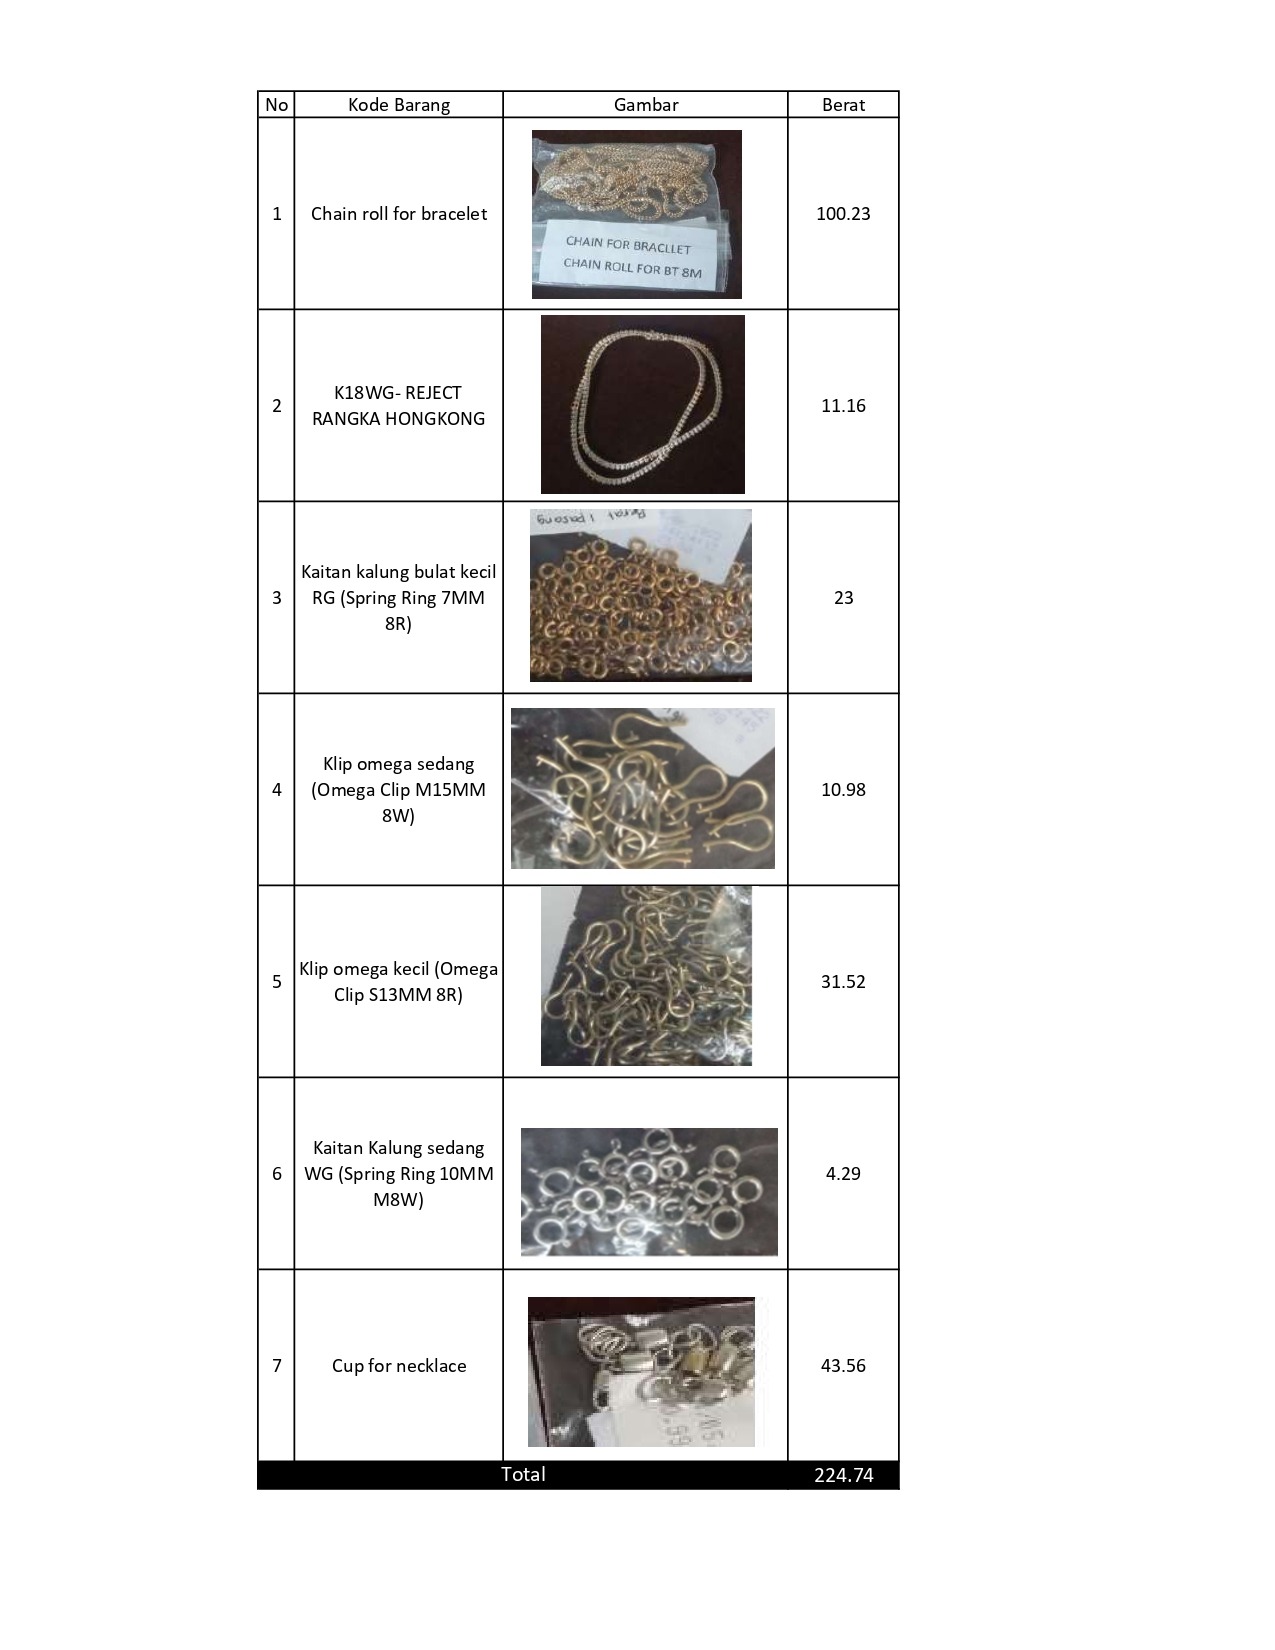 No Kode Barang Gambar Berat
1 Chain roll for bracelet 100.23
CHAIN FOR BRACLLET
CHAIN ROLL FOR BT 8M
2 K18WG- REJECT
RANGKA HONGKONG 11.16
Berat 1 pasang
3 Kaitan kalung bulat kecil
RG (Spring Ring 7MM
8R) 23
4 Klip omega sedang
(Omega Clip M15MM
8W) 10.98
5 Klip omega kecil (Omega
Clip S13MM 8R) 31.52
6 Kaitan Kalung sedang
WG (Spring Ring 10MM
M8W) 4.29
7 Cup for necklace 43.56
Total 224.74